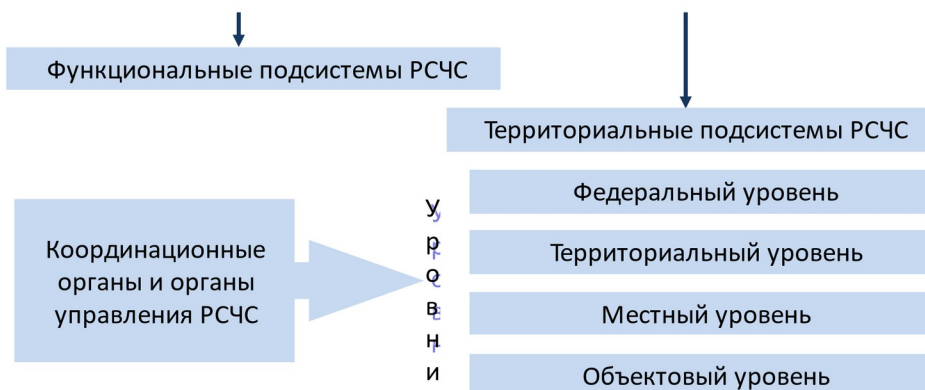 Функциональные подсистемы РСЧС
Территориальные подсистемы РСЧС
Координационные
органы и органы
управления РСЧС
Уровни
Федеральный уровень
Территориальный уровень
Местный уровень
Объектовый уровень